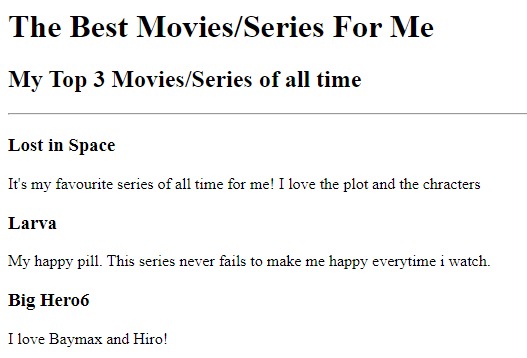 The Best Movies/Series For Me
My Top 3 Movies/Series of all time
Lost in Space
It's my favourite series of all time for me! I love the plot and the chracters
Larva
My happy pill. This series never fails to make me happy everytime i watch.
Big Hero6
I love Baymax and Hiro!